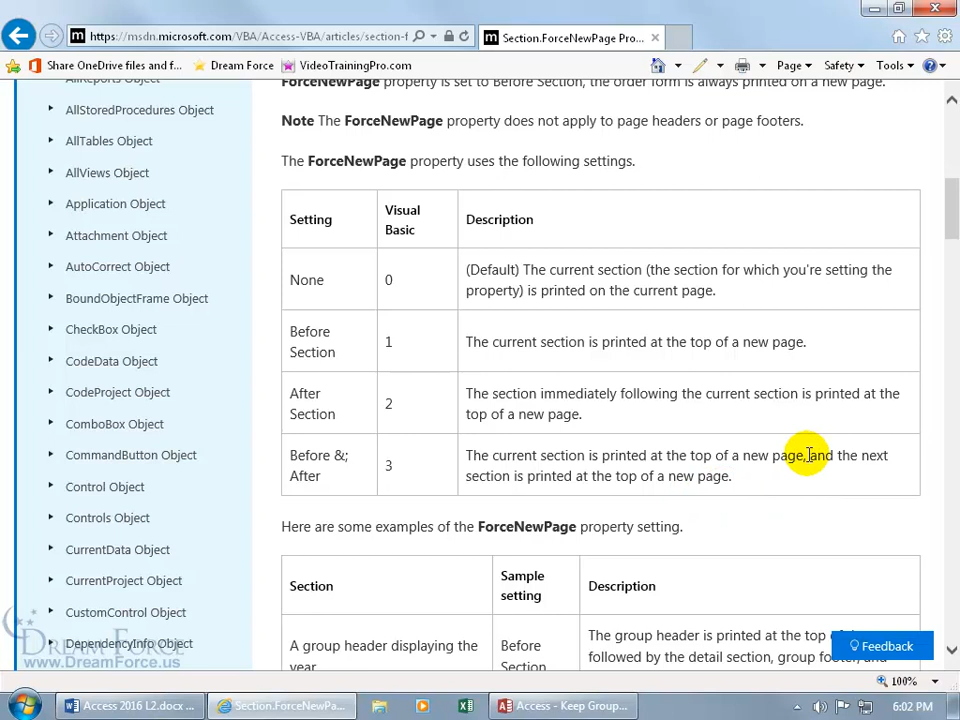 https://msdn.microsoft.com/VBA/Access-VBA/articles/section-f
Section.ForceNewPage Pro...
Share OneDrive files and f...
Dream Force
VideoTrainingPro.com
Page
Safety
Tools
AllReports Object
AllStoredProcedures Object
AllTables Object
AllViews Object
Application Object
Attachment Object
AutoCorrect Object
BoundObjectFrame Object
CheckBox Object
CodeData Object
CodeProject Object
ComboBox Object
CommandButton Object
Control Object
Controls Object
CurrentData Object
CurrentProject Object
CustomControl Object
DependencyInfo Object
ForceNewPage property is set to Before Section, the order form is always printed on a new page.
Note The ForceNewPage property does not apply to page headers or page footers.
The ForceNewPage property uses the following settings.
Setting
Visual
Basic
Description
None
0
(Default) The current section (the section for which you're setting the
property) is printed on the current page.
Before
Section
1
The current section is printed at the top of a new page.
After
Section
2
The section immediately following the current section is printed at the
top of a new page.
Before &;
After
3
The current section is printed at the top of a new page, and the next
section is printed at the top of a new page.
Here are some examples of the ForceNewPage property setting.
Section
Sample
setting
Description
A group header displaying the
year
Before
Section
The group header is printed at the top
followed by the detail section, group footer, and
Feedback
DREAM FORCE
www.DreamForce.us
100%
Access 2016 L2.docx ...
Section.ForceNewPa...
Access - Keep Group...
6:02 PM